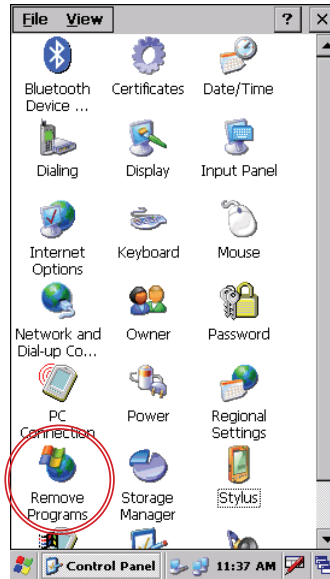 File View ? ×
Bluetooth Device ...
Certificates
Date/Time
Dialing
Display
Input Panel
Internet Options
Keyboard
Mouse
Network and Dial-up Co...
Owner
Password
PC Connection
Power
Regional Settings
Remove Programs
Storage Manager
Stylus
Control Panel 11:37 AM